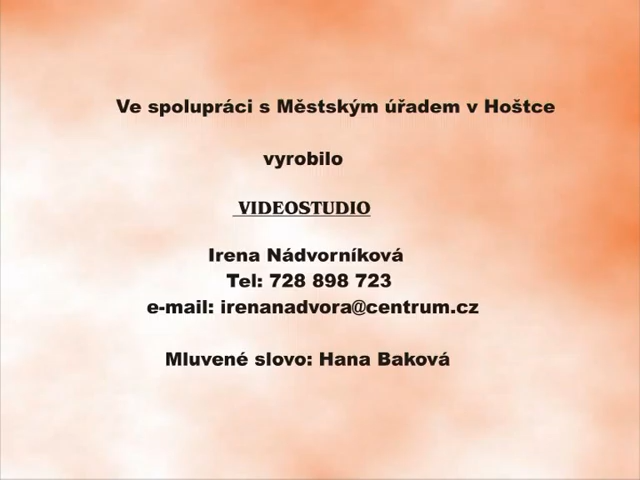 Ve spolupráci s Městským úřadem v Hoštce
vyrobilo
VIDEOSTUDIO
Irena Nádvorníková
Tel: 728 898 723
e-mail: irenanadvora@centrum.cz
Mluvené slovo: Hana Baková